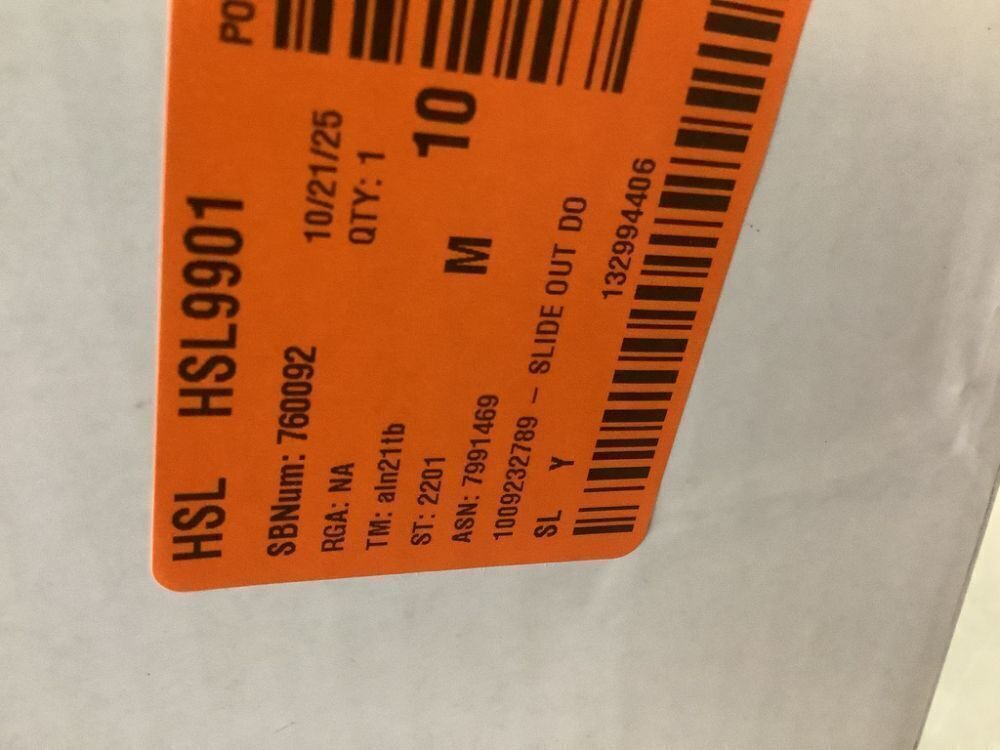 HSL HSL9901 PO
SBNum: 760092
RGA: NA 10/21/25
TM: aln21tb QTY: 1
ST: 2201 M 10
ASN: 7991469
1009232789 - SLIDE OUT DO
SL Y 132994406